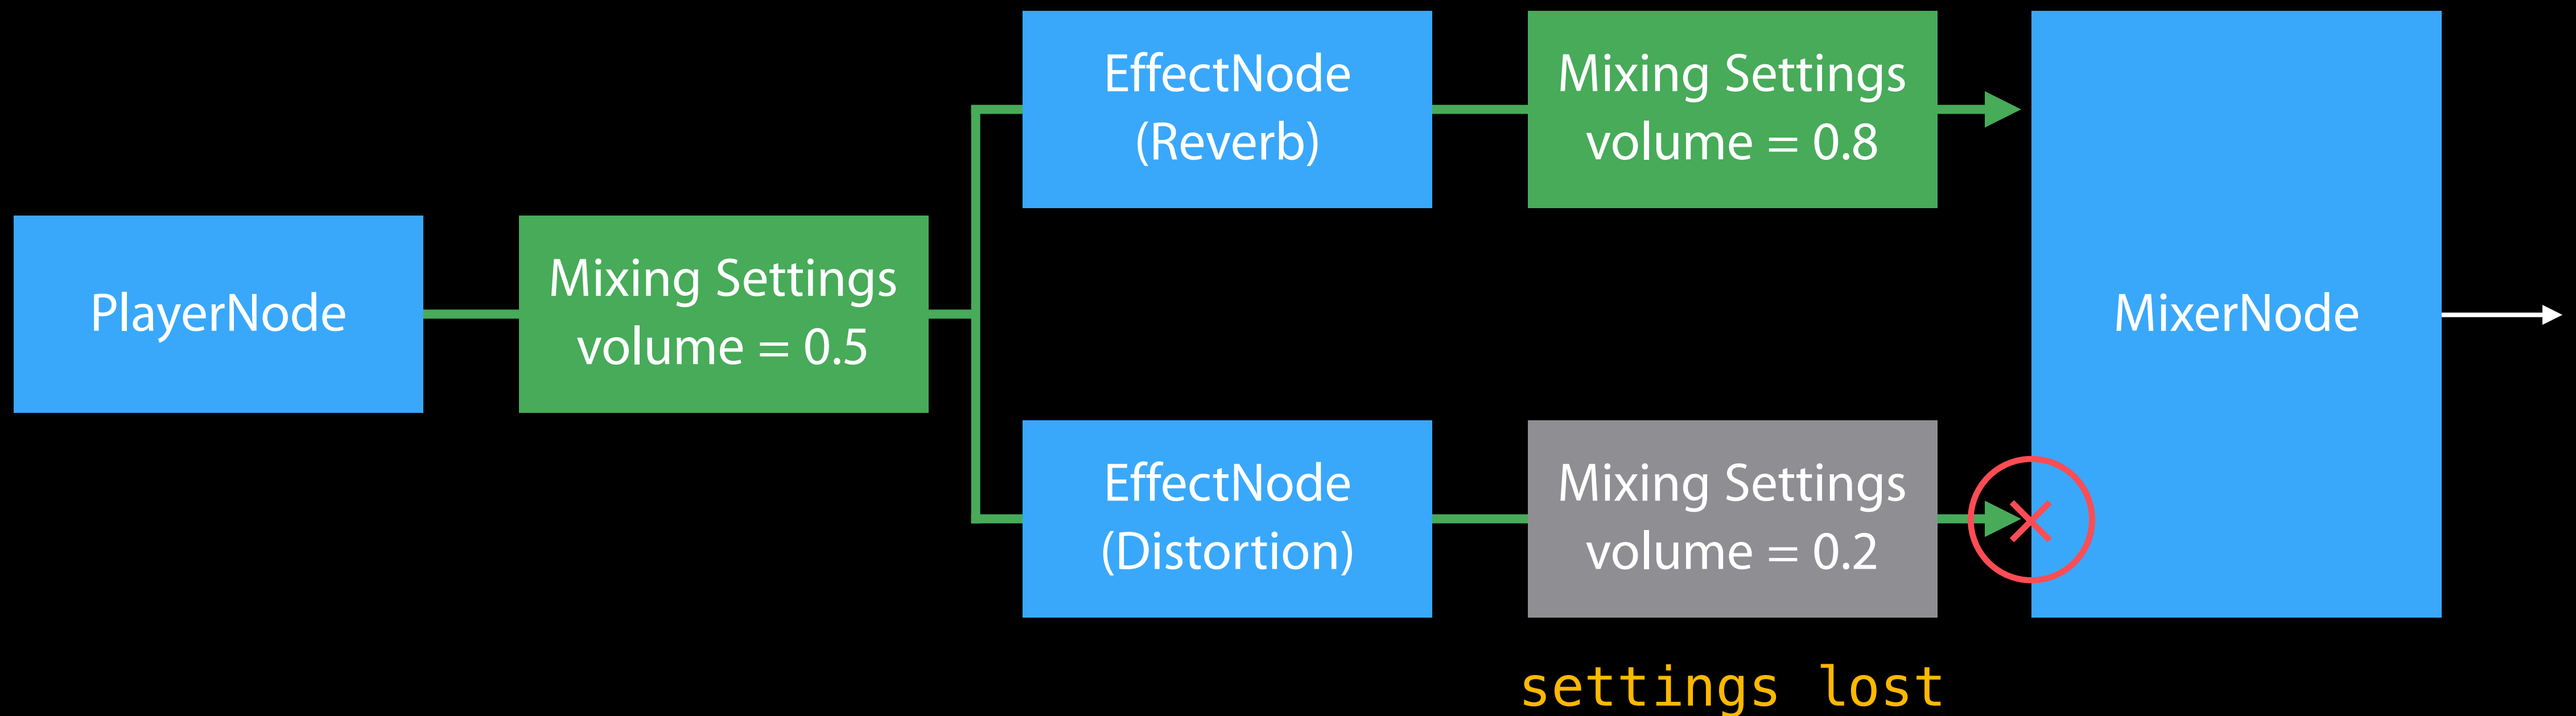 PlayerNode
Mixing Settings
volume = 0.5
EffectNode
(Reverb)
Mixing Settings
volume = 0.8
EffectNode
(Distortion)
Mixing Settings
volume = 0.2
settings lost
MixerNode